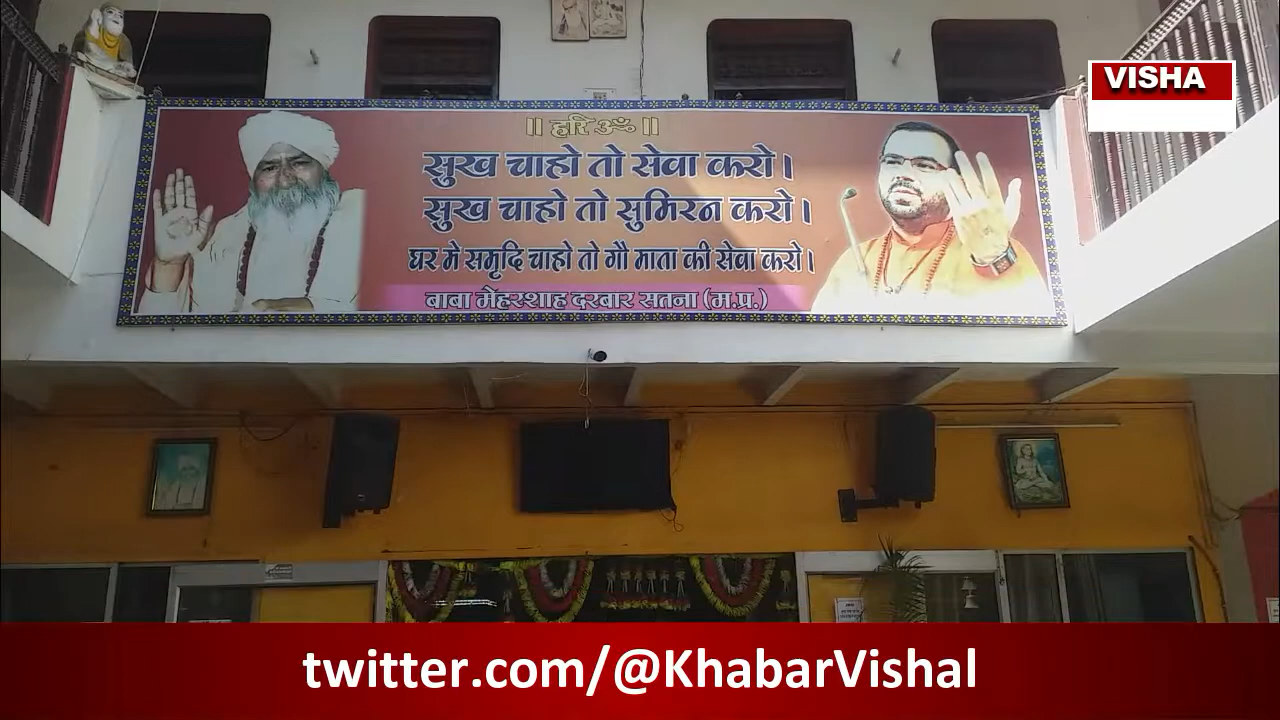 VISHA
|| हरि ॐ ||
सुख चाहो तो सेवा करो।
सुख चाहो तो सुमिरन करो।
घर मे समृदि चाहो तो गौ माता की सेवा करो।
बाबा मेहरशाह दरबार सतना (म.प्र.)
twitter.com/@KhabarVishal